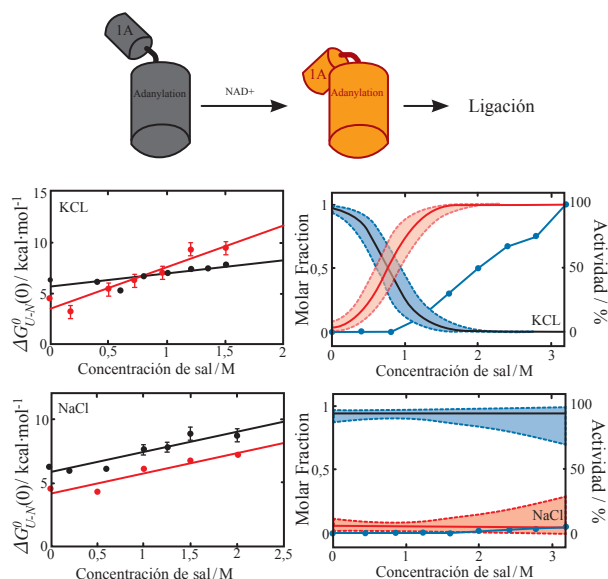 1A
1A
Adanylation
NAD+
Adanylation
Ligación
ΔG⁰U-N(0)/ kcal·mol⁻¹
15
10
5
0
KCL
0,5
1
1,5
2
Concentración de sal/M
Molar Fraction
1
0,5
0
100
50
0
Actividad / %
KCL
0
1
2
3
Concentración de sal/M
ΔG⁰U-N(0)/ kcal·mol⁻¹
10
5
0
NaCl
0
0,5
1
1,5
2
2,5
Concentración de sal/M
Molar Fraction
1
0,5
0
100
50
0
Actividad / %
NaCl
0
1
2
3
Concentración de sal/M